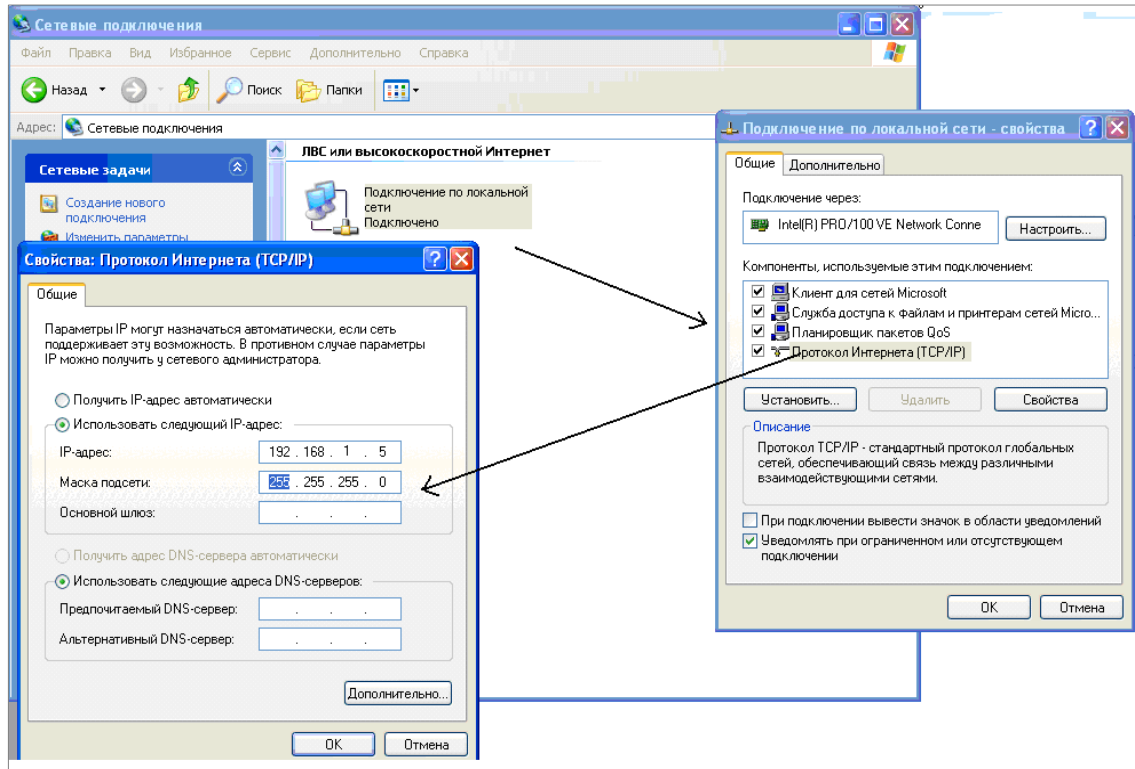 Сетевые подключения
Файл Правка Вид Избранное Сервис Дополнительно Справка
Назад Поиск Папки
Адрес: Сетевые подключения
Сетевые задачи
Создание нового
подключения
Изменить параметры
ЛВС или высокоскоростной Интернет
Подключение по локальной
сети
Подключено
Подключение по локальной сети - свойства
Общие Дополнительно
Подключение через:
Intel(R) PRO/100 VE Network Conne
Настроить...
Компоненты, используемые этим подключением:
Клиент для сетей Microsoft
Служба доступа к файлам и принтерам сетей Micro...
Планировщик пакетов QoS
Протокол Интернета (TCP/IP)
Установить... Удалить Свойства
Описание
Протокол TCP/IP - стандартный протокол глобальных
сетей, обеспечивающий связь между различными
взаимодействующими сетями.
При подключении вывести значок в области уведомлений
Уведомлять при ограниченном или отсутствующем
подключении
OK Отмена
Свойства: Протокол Интернета (TCP/IP)
Общие
Параметры IP могут назначаться автоматически, если сеть
поддерживает эту возможность. В противном случае параметры
IP можно получить у сетевого администратора.
Получить IP-адрес автоматически
Использовать следующий IP-адрес:
IP-адрес: 192 . 168 . 1 . 5
Маска подсети: 255 . 255 . 255 . 0
Основной шлюз: . . .
Получить адрес DNS-сервера автоматически
Использовать следующие адреса DNS-серверов:
Предпочитаемый DNS-сервер: . . .
Альтернативный DNS-сервер: . . .
Дополнительно...
OK Отмена